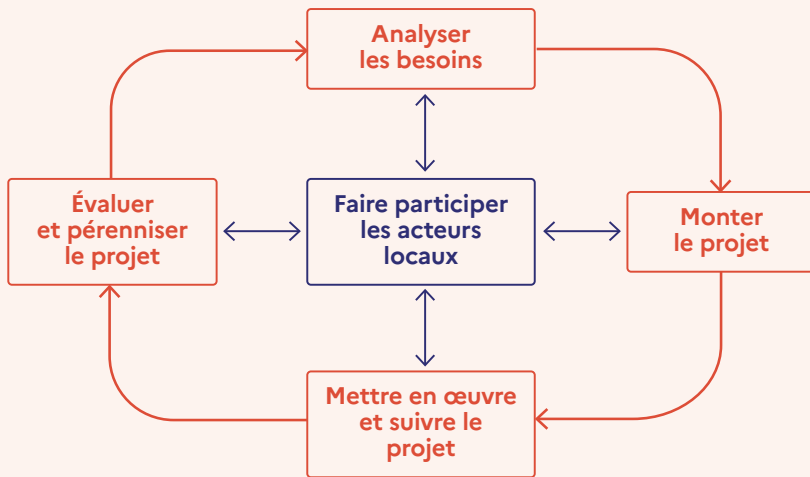 Analyser
les besoins
Évaluer
et pérenniser
le projet
Faire participer
les acteurs
locaux
Monter
le projet
Mettre en œuvre
et suivre le
projet